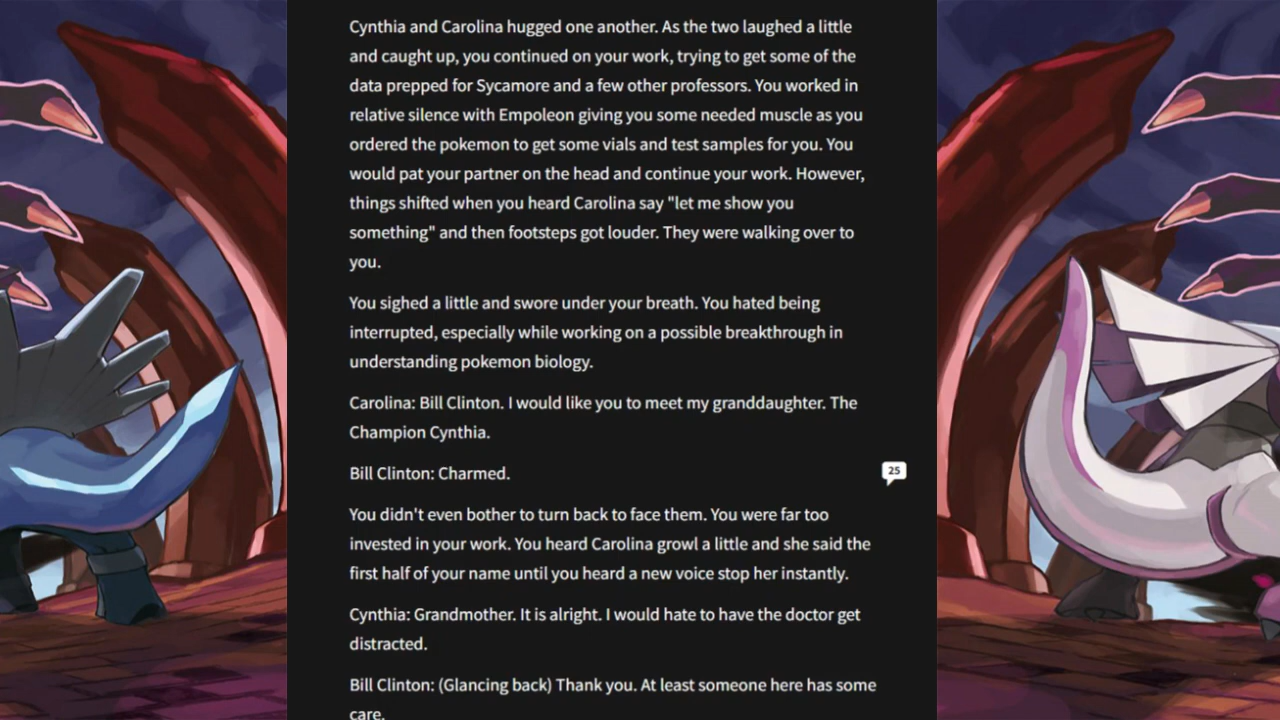 Cynthia and Carolina hugged one another. As the two laughed a little
and caught up, you continued on your work, trying to get some of the
data prepped for Sycamore and a few other professors. You worked in
relative silence with Empoleon giving you some needed muscle as you
ordered the pokemon to get some vials and test samples for you. You
would pat your partner on the head and continue your work. However,
things shifted when you heard Carolina say "let me show you
something" and then footsteps got louder. They were walking over to
you.
You sighed a little and swore under your breath. You hated being
interrupted, especially while working on a possible breakthrough in
understanding pokemon biology.
Carolina: Bill Clinton. I would like you to meet my granddaughter. The
Champion Cynthia.
Bill Clinton: Charmed.
25
You didn't even bother to turn back to face them. You were far too
invested in your work. You heard Carolina growl a little and she said the
first half of your name until you heard a new voice stop her instantly.
Cynthia: Grandmother. It is alright. I would hate to have the doctor get
distracted.
Bill Clinton: (Glancing back) Thank you. At least someone here has some
care.